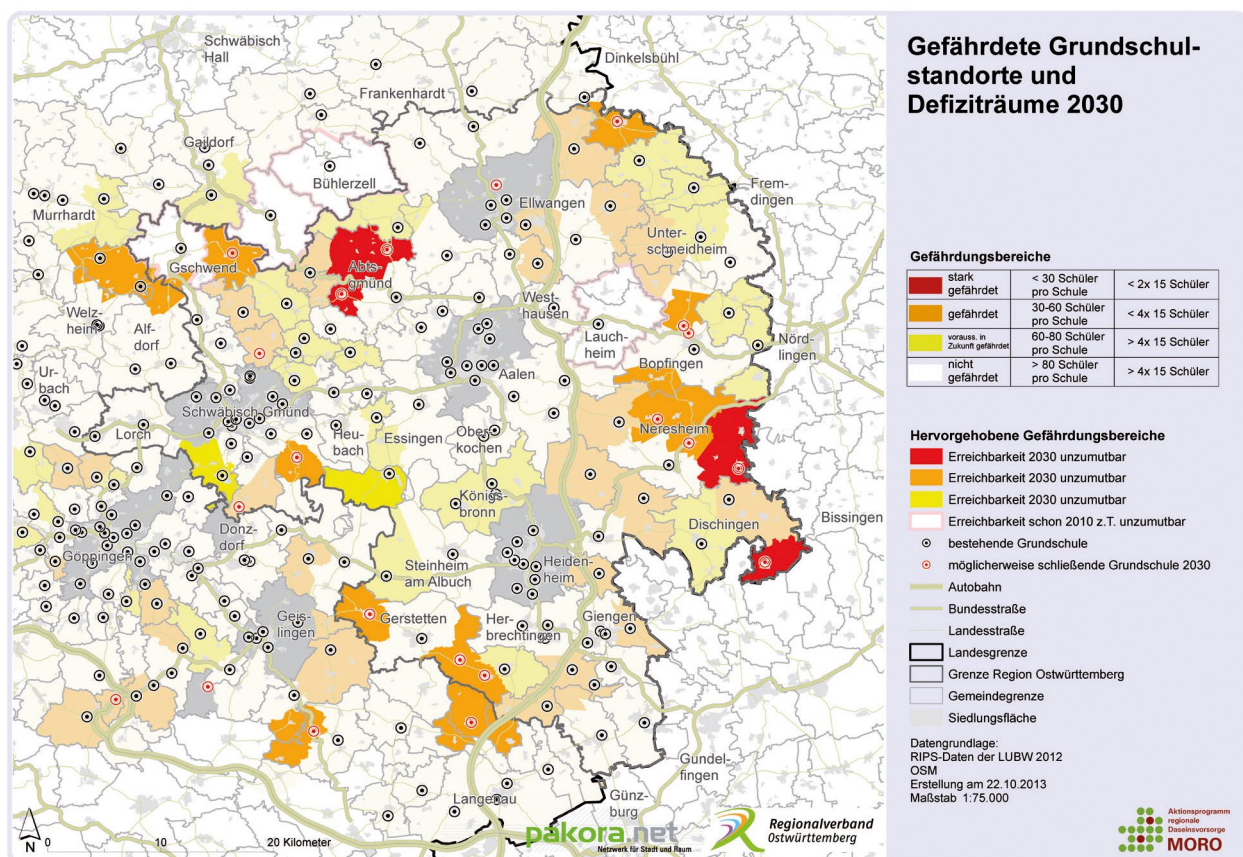 Gefährdete Grundschul-
standorte und
Defiziträume 2030
Gefährdungsbereiche
stark
gefährdet
< 30 Schüler
pro Schule
< 2x 15 Schüler
gefährdet
30-60 Schüler
pro Schule
< 4x 15 Schüler
vorauss. in
Zukunft gefährdet
60-80 Schüler
pro Schule
> 4x 15 Schüler
nicht
gefährdet
> 80 Schüler
pro Schule
> 4x 15 Schüler
Hervorgehobene Gefährdungsbereiche
Erreichbarkeit 2030 unzumutbar
Erreichbarkeit 2030 unzumutbar
Erreichbarkeit 2030 unzumutbar
Erreichbarkeit schon 2010 z.T. unzumutbar
bestehende Grundschule
möglicherweise schließende Grundschule 2030
Autobahn
Bundesstraße
Landesstraße
Landesgrenze
Grenze Region Ostwürttemberg
Gemeindegrenze
Siedlungsfläche
Datengrundlage:
RIPS-Daten der LUBW 2012
OSM
Erstellung am 22.10.2013
Maßstab 1:75.000
Aktionsprogramm
regionale
Daseinsvorsorge
MORO
Schwäbisch
Hall
Dinkelsbühl
Frankenhardt
Gaildorf
Bühlerzell
Ellwangen
Fremdingen
Murrhardt
Unter-
schneidheim
Gschwend
Abts-
gmünd
West-
hausen
Welz-
heim
Alf-
dorf
Lauch-
heim
Nörd-
lingen
Ur-
bach
Aalen
Bopfingen
Schwäbisch-Gmünd
Lorch
Heu-
bach
Essingen
Ober-
kochen
Neresheim
Königs-
bronn
Donz-
dorf
Dischingen
Bissingen
Göppingen
Steinheim
am Albuch
Heiden-
heim
Geis-
lingen
Gerstetten
Her-
brechtingen
Giengen
Gundel-
fingen
Langenau
Günz-
burg
N
0
10
20 Kilometer
pakora.net
Netzwerk für Stadt und Raum
Regionalverband
Ostwürttemberg